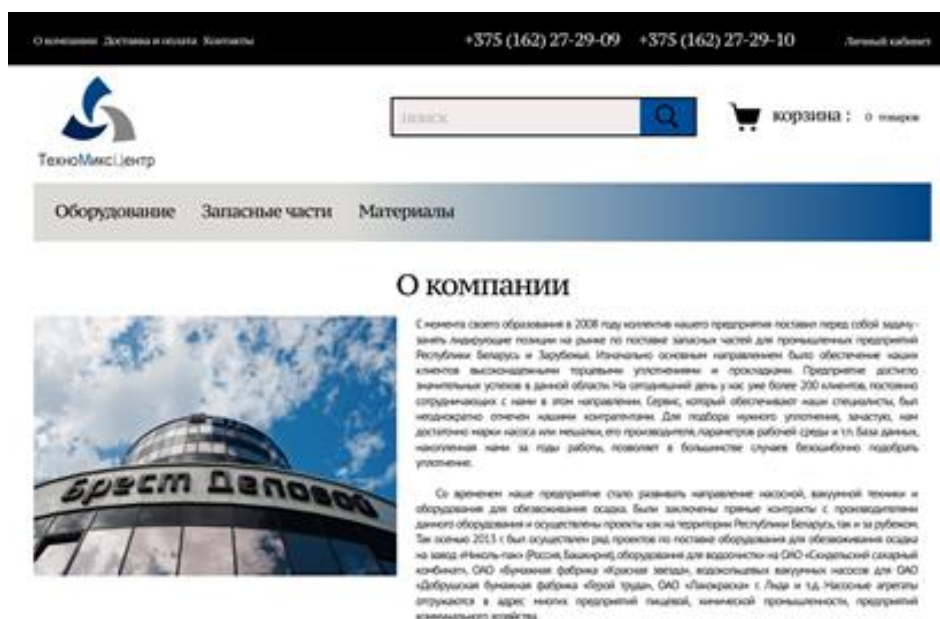 О компании Доставка и оплата Контакты
+375 (162) 27-29-09 +375 (162) 27-29-10
Личный кабинет
ТехноМиксЦентр
поиск
корзина : 0 товаров
Оборудование Запасные части Материалы
О компании
Брест Деловой
С момента своего образования в 2008 году коллектив нашего предприятия поставил перед собой задачу -
занять лидирующие позиции на рынке по поставке запасных частей для промышленных предприятий
Республики Беларусь и Зарубежья. Изначально основным направлением было обеспечение наших
клиентов высоконадежными торцевыми уплотнениями и прокладками. Предприятие достигло
значительных успехов в данной области. На сегодняшний день у нас уже более 200 клиентов, постоянно
сотрудничающих с нами в этом направлении. Сервис, который обеспечивают наши специалисты, был
неоднократно отмечен нашими контрагентами. Для подбора нужного уплотнения, зачастую, нам
достаточно марки насоса или мешалки, его производителя, параметров рабочей среды и т.п. База данных,
накопленная нами за годы работы, позволяет в большинстве случаев безошибочно подобрать
уплотнение.
Со временем наше предприятие стало развивать направление насосной, вакуумной техники и
оборудования для обезвоживания осадка. Были заключены прямые контракты с производителями
данного оборудования и осуществлены проекты как на территории Республики Беларусь, так и за рубежом.
Так осенью 2013 г. был осуществлен ряд проектов по поставке оборудования для обезвоживания осадка
на завод «Николь-пак» (Россия, Башкирия), оборудования для водоочистки на ОАО «Скидельский сахарный
комбинат», ОАО «Бумажная фабрика «Красная звезда», водокольцевых вакуумных насосов для ОАО
«Добрушская бумажная фабрика «Герой труда», ОАО «Лакокраска» г. Лида и т.д. Насосные агрегаты
отгружаются в адрес многих предприятий пищевой, химической промышленности, предприятий
коммунального хозяйства.